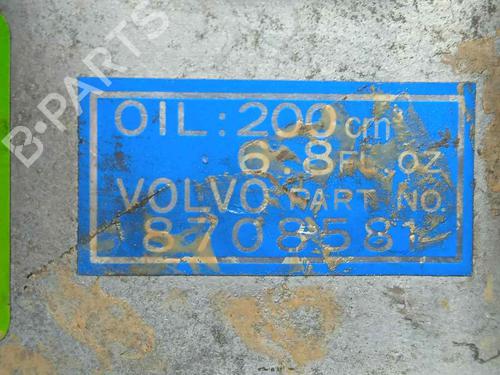 B-PARTS
OIL: 200 cm³
6.8 FL. OZ
VOLVO PART NO.
8708581